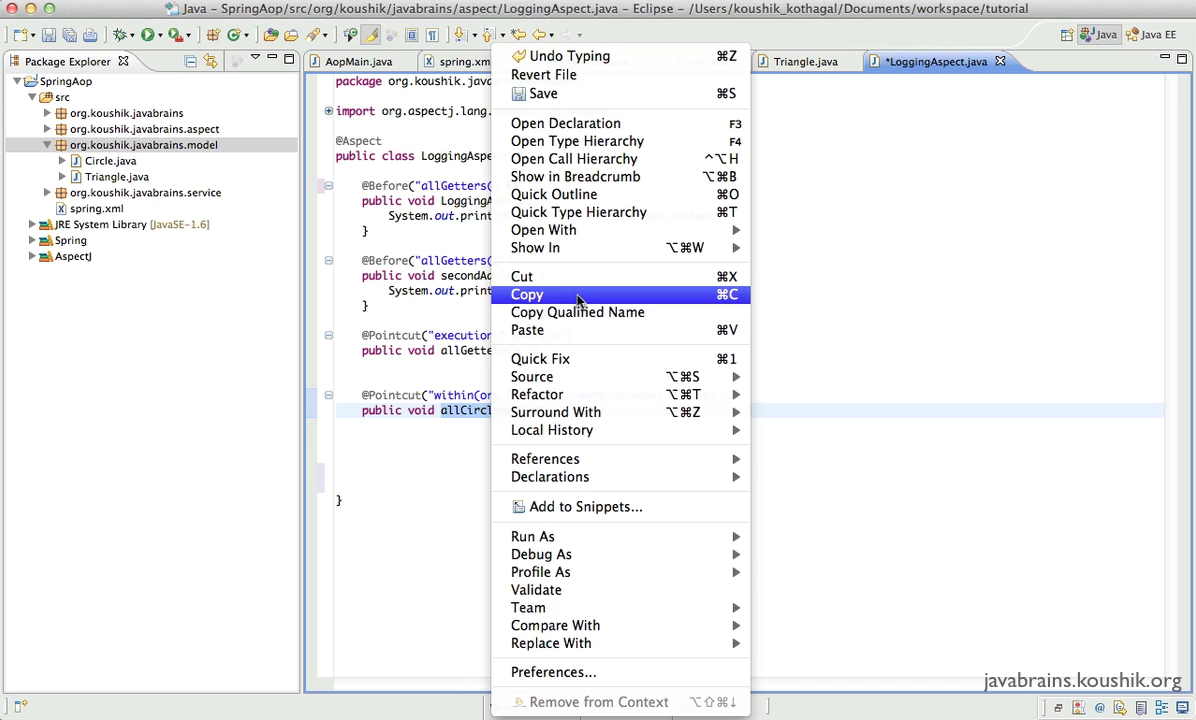 Java - SpringAop/src/org/koushik/javabrains/aspect/LoggingAspect.java - Eclipse - /Users/koushik_kothagal/Documents/workspace/tutorial
Java
Java EE
Package Explorer
AopMain.java
spring.xm
Triangle.java
*LoggingAspect.java
SpringAop
src
org.koushik.javabrains
org.koushik.javabrains.aspect
org.koushik.javabrains.model
Circle.java
Triangle.java
org.koushik.javabrains.service
spring.xml
JRE System Library [JavaSE-1.6]
Spring
AspectJ
package org.koushik.java
import org.aspectj.lang.
@Aspect
public class LoggingAspe
@Before("allGetters(
public void LoggingA
System.out.print
}
@Before("allGetters(
public void secondAd
System.out.print
}
@Pointcut("execution
public void allGette
@Pointcut("within(or
public void allCircl
}
Undo Typing ⌘Z
Revert File
Save ⌘S
Open Declaration F3
Open Type Hierarchy F4
Open Call Hierarchy ^⌥H
Show in Breadcrumb ⌥⌘B
Quick Outline ⌘O
Quick Type Hierarchy ⌘T
Open With
Show In ⌥⌘W
Cut ⌘X
Copy ⌘C
Copy Qualified Name
Paste ⌘V
Quick Fix ⌘1
Source ⌥⌘S
Refactor ⌥⌘T
Surround With ⌥⌘Z
Local History
References
Declarations
Add to Snippets...
Run As
Debug As
Profile As
Validate
Team
Compare With
Replace With
Preferences...
Remove from Context ⌥⇧⌘↓
javabrains.koushik.org